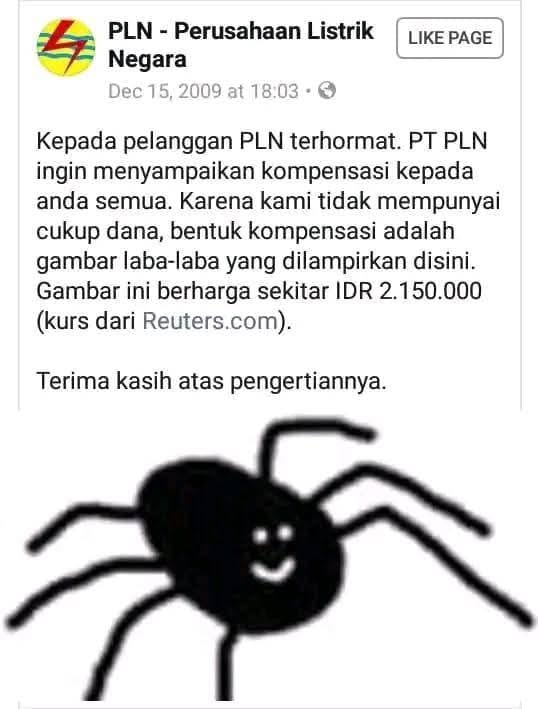 PLN - Perusahaan Listrik
Negara
LIKE PAGE
Dec 15, 2009 at 18:03 •
Kepada pelanggan PLN terhormat. PT PLN
ingin menyampaikan kompensasi kepada
anda semua. Karena kami tidak mempunyai
cukup dana, bentuk kompensasi adalah
gambar laba-laba yang dilampirkan disini.
Gambar ini berharga sekitar IDR 2.150.000
(kurs dari Reuters.com).
Terima kasih atas pengertiannya.